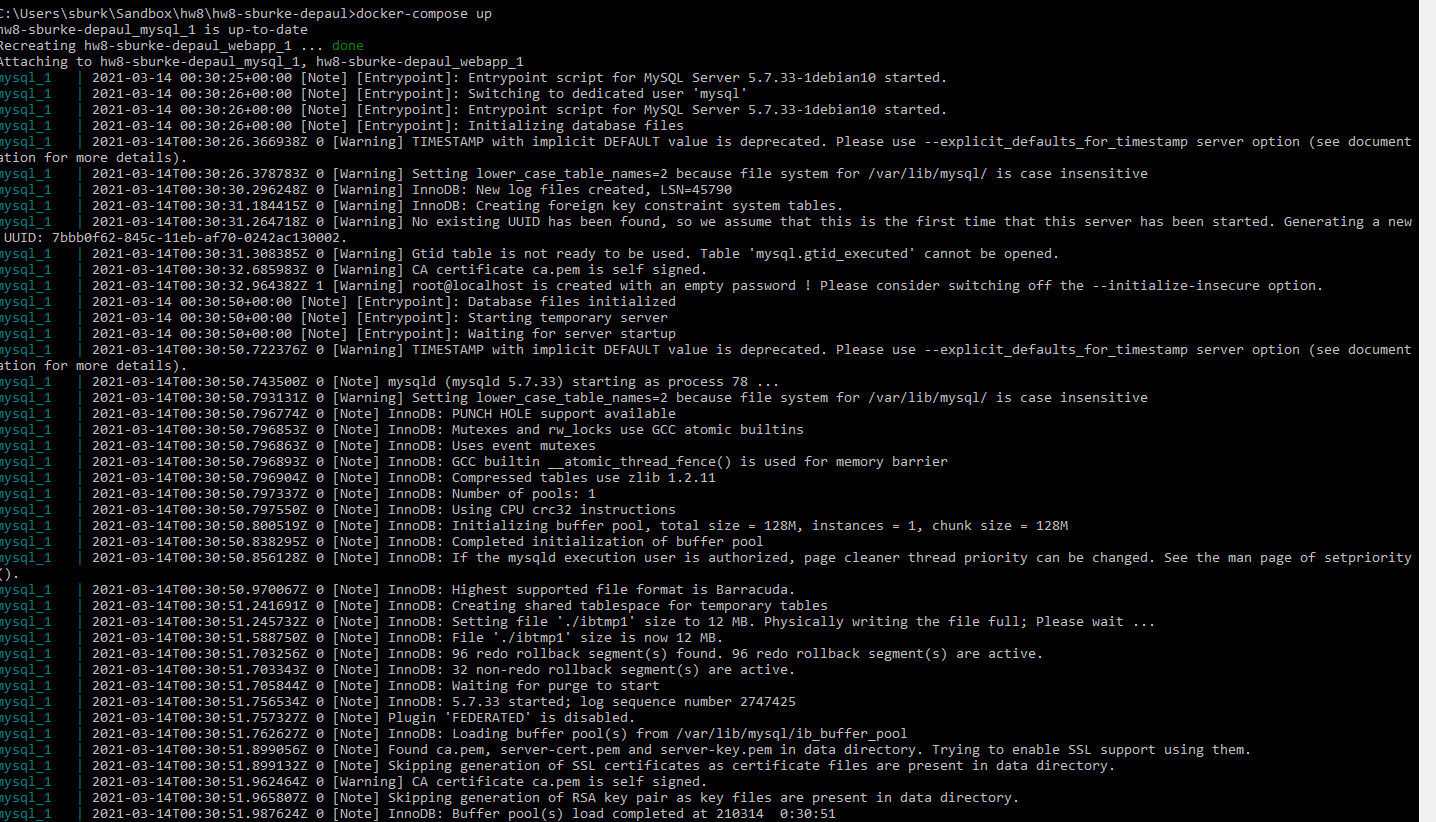 C:\Users\sburk\Sandbox\hw8\hw8-sburke-depaul>docker-compose up
hw8-sburke-depaul_mysql_1 is up-to-date
Recreating hw8-sburke-depaul_webapp_1 ... done
Attaching to hw8-sburke-depaul_mysql_1, hw8-sburke-depaul_webapp_1
mysql_1   | 2021-03-14 00:30:25+00:00 [Note] [Entrypoint]: Entrypoint script for MySQL Server 5.7.33-1debian10 started.
mysql_1   | 2021-03-14 00:30:26+00:00 [Note] [Entrypoint]: Switching to dedicated user 'mysql'
mysql_1   | 2021-03-14 00:30:26+00:00 [Note] [Entrypoint]: Entrypoint script for MySQL Server 5.7.33-1debian10 started.
mysql_1   | 2021-03-14 00:30:26+00:00 [Note] [Entrypoint]: Initializing database files
mysql_1   | 2021-03-14T00:30:26.366938Z 0 [Warning] TIMESTAMP with implicit DEFAULT value is deprecated. Please use --explicit_defaults_for_timestamp server option (see document
ation for more details).
mysql_1   | 2021-03-14T00:30:26.378783Z 0 [Warning] Setting lower_case_table_names=2 because file system for /var/lib/mysql/ is case insensitive
mysql_1   | 2021-03-14T00:30:30.296248Z 0 [Warning] InnoDB: New log files created, LSN=45790
mysql_1   | 2021-03-14T00:30:31.184415Z 0 [Warning] InnoDB: Creating foreign key constraint system tables.
mysql_1   | 2021-03-14T00:30:31.264718Z 0 [Warning] No existing UUID has been found, so we assume that this is the first time that this server has been started. Generating a new
 UUID: 7bbb0f62-845c-11eb-af70-0242ac130002.
mysql_1   | 2021-03-14T00:30:31.308385Z 0 [Warning] Gtid table is not ready to be used. Table 'mysql.gtid_executed' cannot be opened.
mysql_1   | 2021-03-14T00:30:32.685983Z 0 [Warning] CA certificate ca.pem is self signed.
mysql_1   | 2021-03-14T00:30:32.964382Z 1 [Warning] root@localhost is created with an empty password ! Please consider switching off the --initialize-insecure option.
mysql_1   | 2021-03-14 00:30:50+00:00 [Note] [Entrypoint]: Database files initialized
mysql_1   | 2021-03-14 00:30:50+00:00 [Note] [Entrypoint]: Starting temporary server
mysql_1   | 2021-03-14 00:30:50+00:00 [Note] [Entrypoint]: Waiting for server startup
mysql_1   | 2021-03-14T00:30:50.722376Z 0 [Warning] TIMESTAMP with implicit DEFAULT value is deprecated. Please use --explicit_defaults_for_timestamp server option (see document
ation for more details).
mysql_1   | 2021-03-14T00:30:50.743500Z 0 [Note] mysqld (mysqld 5.7.33) starting as process 78 ...
mysql_1   | 2021-03-14T00:30:50.793131Z 0 [Warning] Setting lower_case_table_names=2 because file system for /var/lib/mysql/ is case insensitive
mysql_1   | 2021-03-14T00:30:50.796774Z 0 [Note] InnoDB: PUNCH HOLE support available
mysql_1   | 2021-03-14T00:30:50.796853Z 0 [Note] InnoDB: Mutexes and rw_locks use GCC atomic builtins
mysql_1   | 2021-03-14T00:30:50.796863Z 0 [Note] InnoDB: Uses event mutexes
mysql_1   | 2021-03-14T00:30:50.796893Z 0 [Note] InnoDB: GCC builtin __atomic_thread_fence() is used for memory barrier
mysql_1   | 2021-03-14T00:30:50.796904Z 0 [Note] InnoDB: Compressed tables use zlib 1.2.11
mysql_1   | 2021-03-14T00:30:50.797337Z 0 [Note] InnoDB: Number of pools: 1
mysql_1   | 2021-03-14T00:30:50.797550Z 0 [Note] InnoDB: Using CPU crc32 instructions
mysql_1   | 2021-03-14T00:30:50.800519Z 0 [Note] InnoDB: Initializing buffer pool, total size = 128M, instances = 1, chunk size = 128M
mysql_1   | 2021-03-14T00:30:50.838295Z 0 [Note] InnoDB: Completed initialization of buffer pool
mysql_1   | 2021-03-14T00:30:50.856128Z 0 [Note] InnoDB: If the mysqld execution user is authorized, page cleaner thread priority can be changed. See the man page of setpriority
().
mysql_1   | 2021-03-14T00:30:50.970067Z 0 [Note] InnoDB: Highest supported file format is Barracuda.
mysql_1   | 2021-03-14T00:30:51.241691Z 0 [Note] InnoDB: Creating shared tablespace for temporary tables
mysql_1   | 2021-03-14T00:30:51.245732Z 0 [Note] InnoDB: Setting file './ibtmp1' size to 12 MB. Physically writing the file full; Please wait ...
mysql_1   | 2021-03-14T00:30:51.588750Z 0 [Note] InnoDB: File './ibtmp1' size is now 12 MB.
mysql_1   | 2021-03-14T00:30:51.703256Z 0 [Note] InnoDB: 96 redo rollback segment(s) found. 96 redo rollback segment(s) are active.
mysql_1   | 2021-03-14T00:30:51.703343Z 0 [Note] InnoDB: 32 non-redo rollback segment(s) are active.
mysql_1   | 2021-03-14T00:30:51.705844Z 0 [Note] InnoDB: Waiting for purge to start
mysql_1   | 2021-03-14T00:30:51.756534Z 0 [Note] InnoDB: 5.7.33 started; log sequence number 2747425
mysql_1   | 2021-03-14T00:30:51.757327Z 0 [Note] Plugin 'FEDERATED' is disabled.
mysql_1   | 2021-03-14T00:30:51.762627Z 0 [Note] InnoDB: Loading buffer pool(s) from /var/lib/mysql/ib_buffer_pool
mysql_1   | 2021-03-14T00:30:51.899056Z 0 [Note] Found ca.pem, server-cert.pem and server-key.pem in data directory. Trying to enable SSL support using them.
mysql_1   | 2021-03-14T00:30:51.899132Z 0 [Note] Skipping generation of SSL certificates as certificate files are present in data directory.
mysql_1   | 2021-03-14T00:30:51.962464Z 0 [Warning] CA certificate ca.pem is self signed.
mysql_1   | 2021-03-14T00:30:51.965807Z 0 [Note] Skipping generation of RSA key pair as key files are present in data directory.
mysql_1   | 2021-03-14T00:30:51.987624Z 0 [Note] InnoDB: Buffer pool(s) load completed at 210314  0:30:51